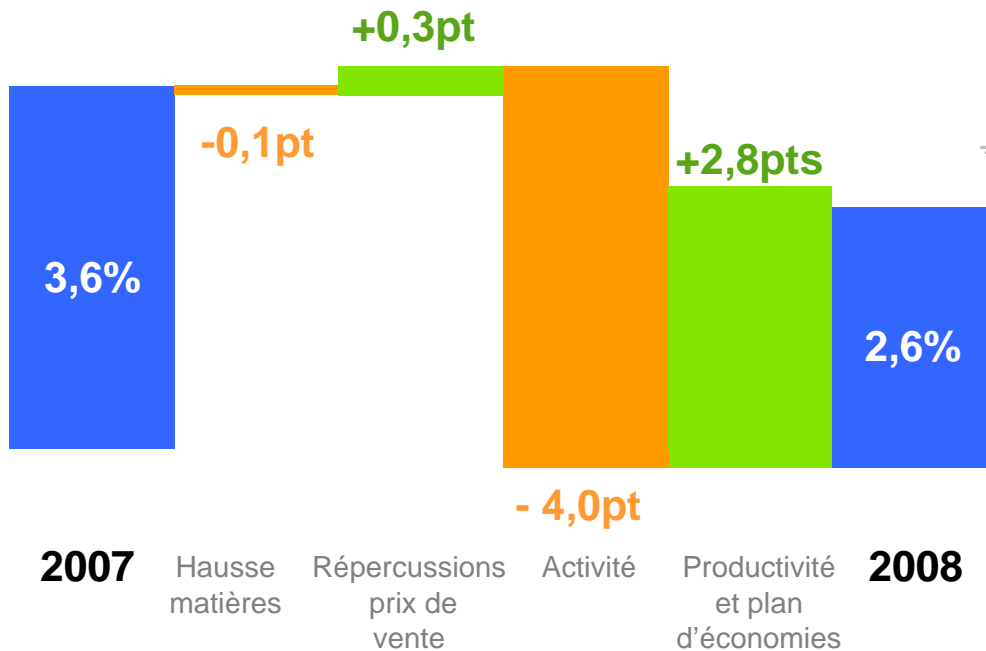 +0,3pt
-0,1pt
+2,8pts
3,6%
2,6%
- 4,0pt
2007
Hausse
matières
Répercussions
prix de
vente
Activité
Productivité
et plan
d’économies
2008